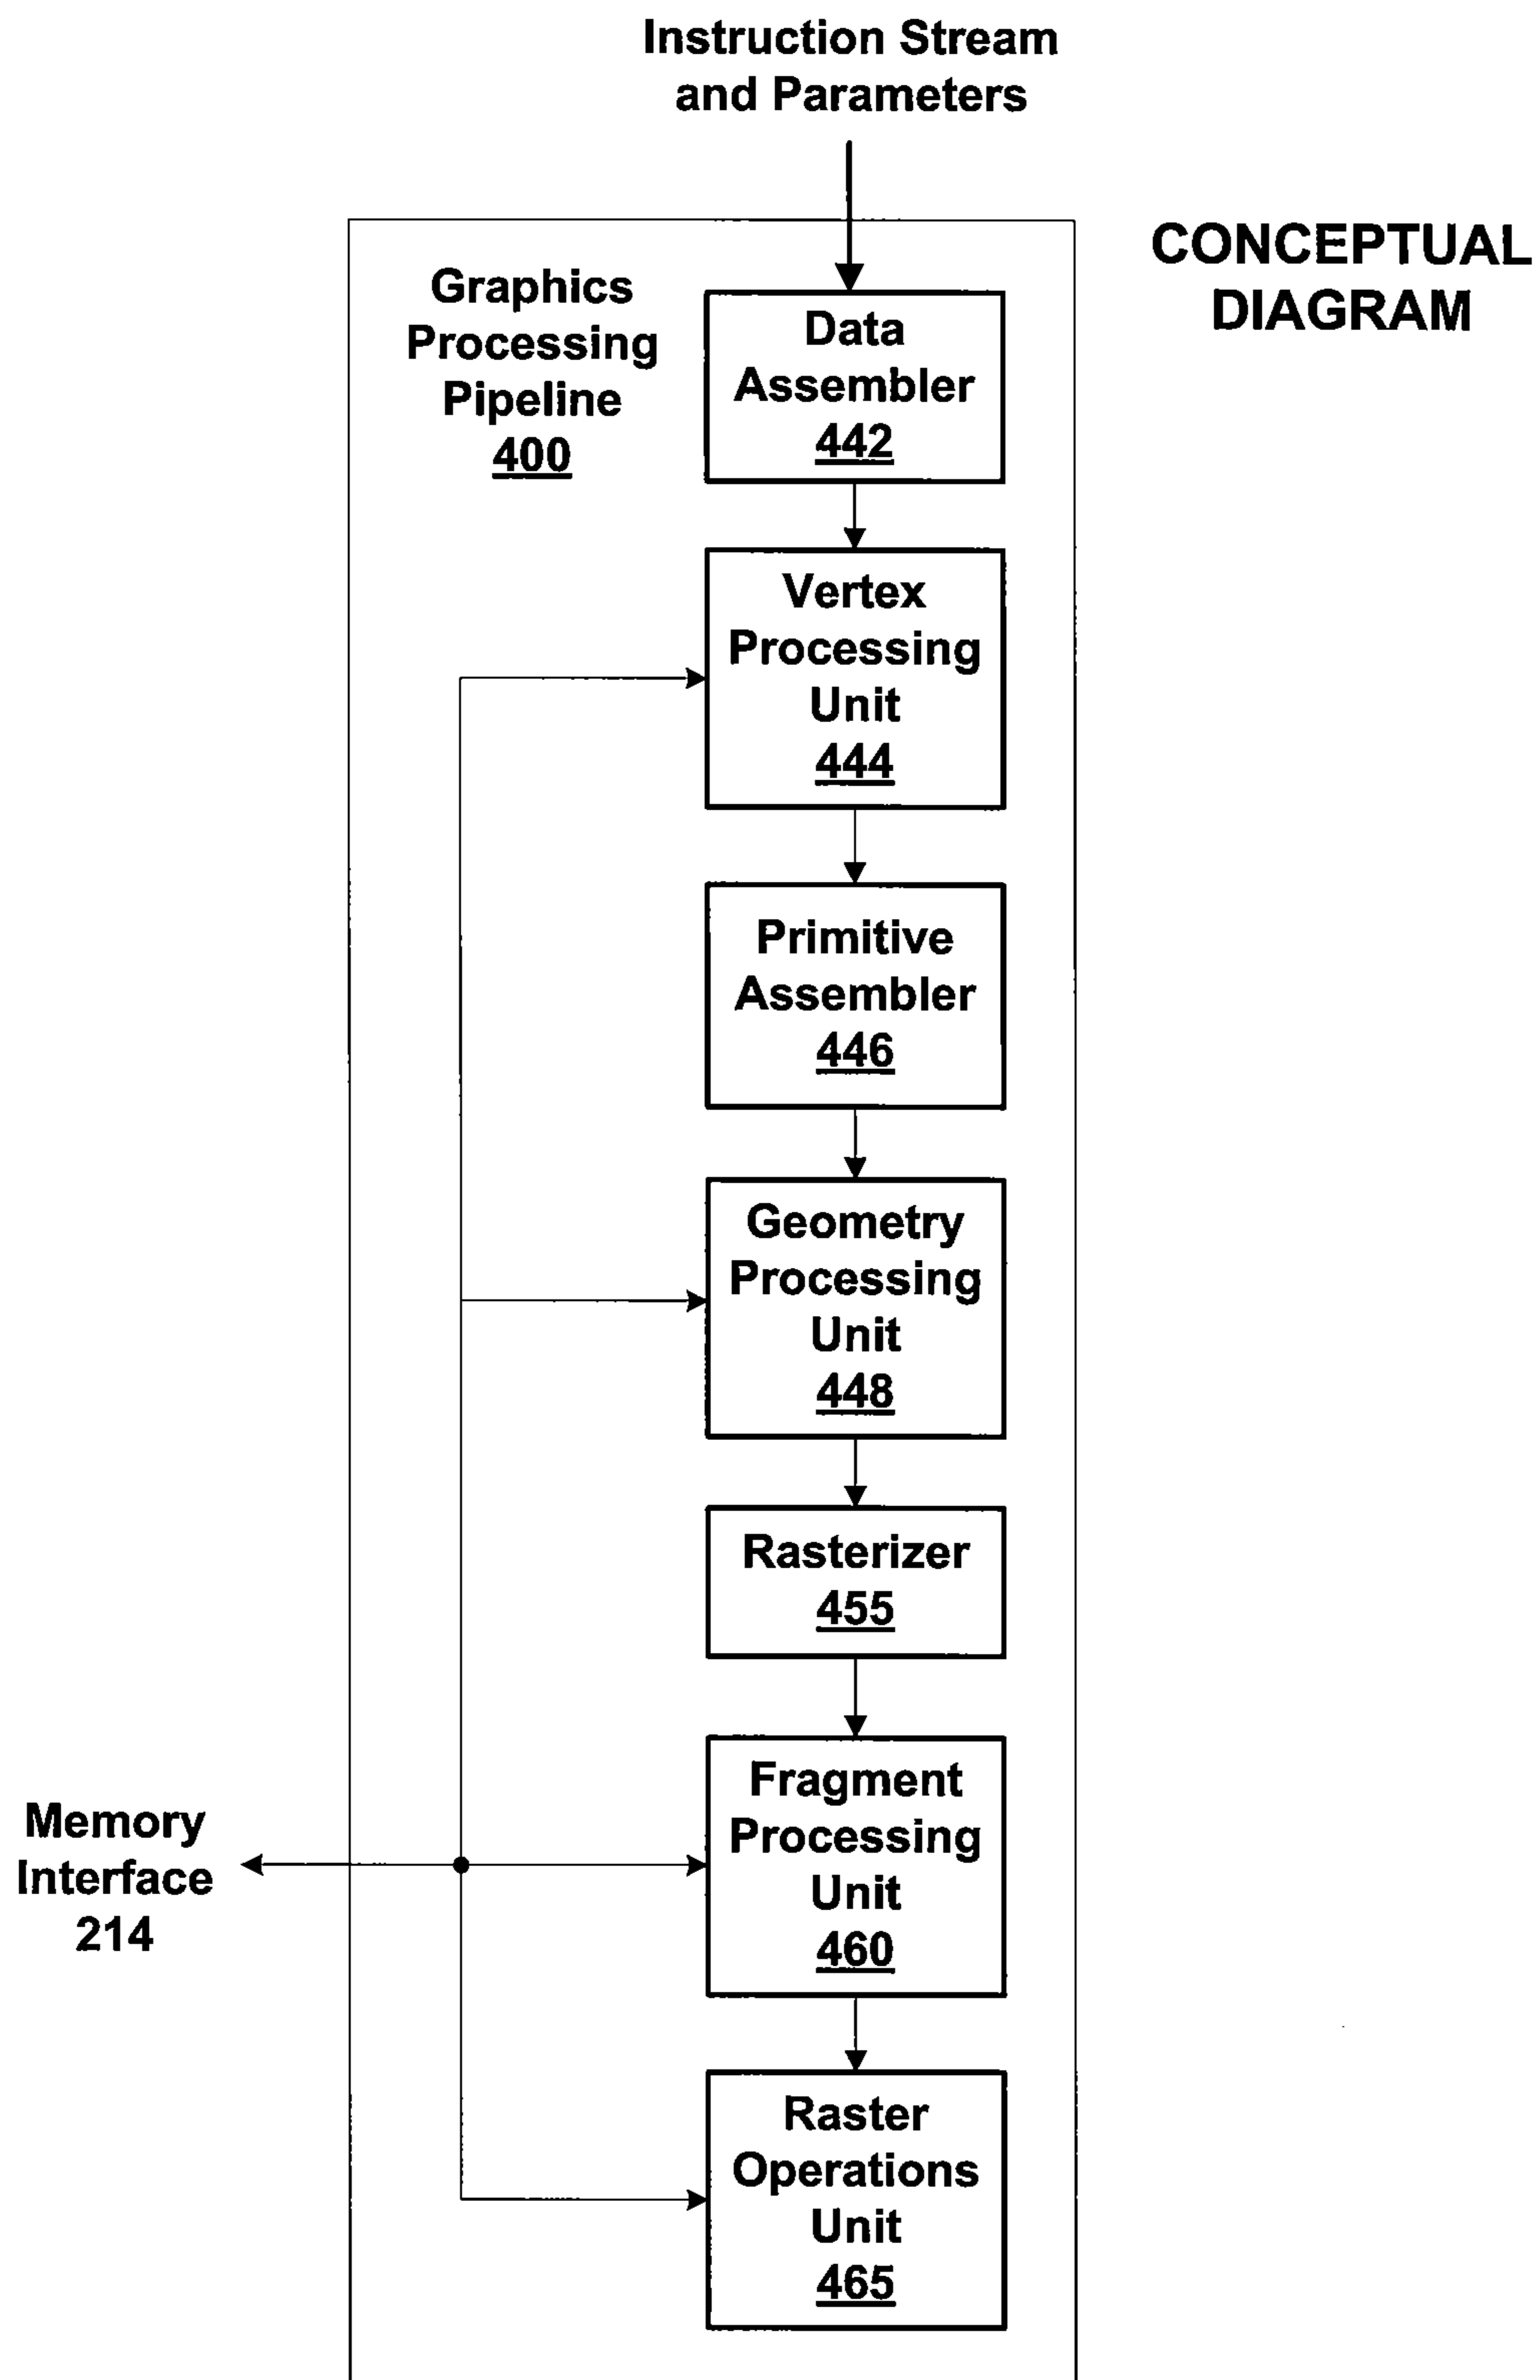 Instruction Stream
and Parameters
CONCEPTUAL
DIAGRAM
Graphics
Processing
Pipeline
400
Data
Assembler
442
Vertex
Processing
Unit
444
Primitive
Assembler
446
Geometry
Processing
Unit
448
Rasterizer
455
Memory
Interface
214
Fragment
Processing
Unit
460
Raster
Operations
Unit
465